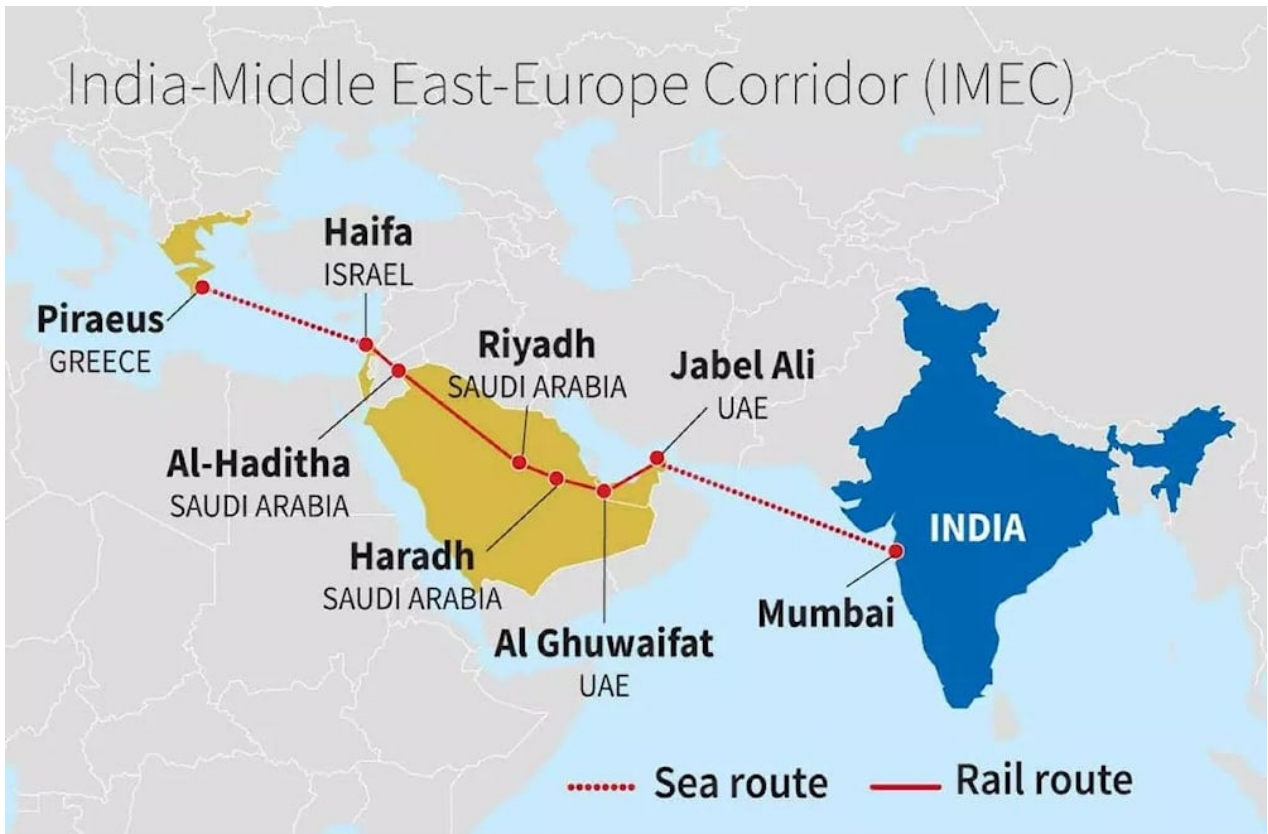 India-Middle East-Europe Corridor (IMEC)
Haifa
ISRAEL
Piraeus
GREECE
Riyadh
SAUDI ARABIA
Jabel Ali
UAE
Al-Haditha
SAUDI ARABIA
Haradh
SAUDI ARABIA
INDIA
Mumbai
Al Ghuwaifat
UAE
Sea route
Rail route